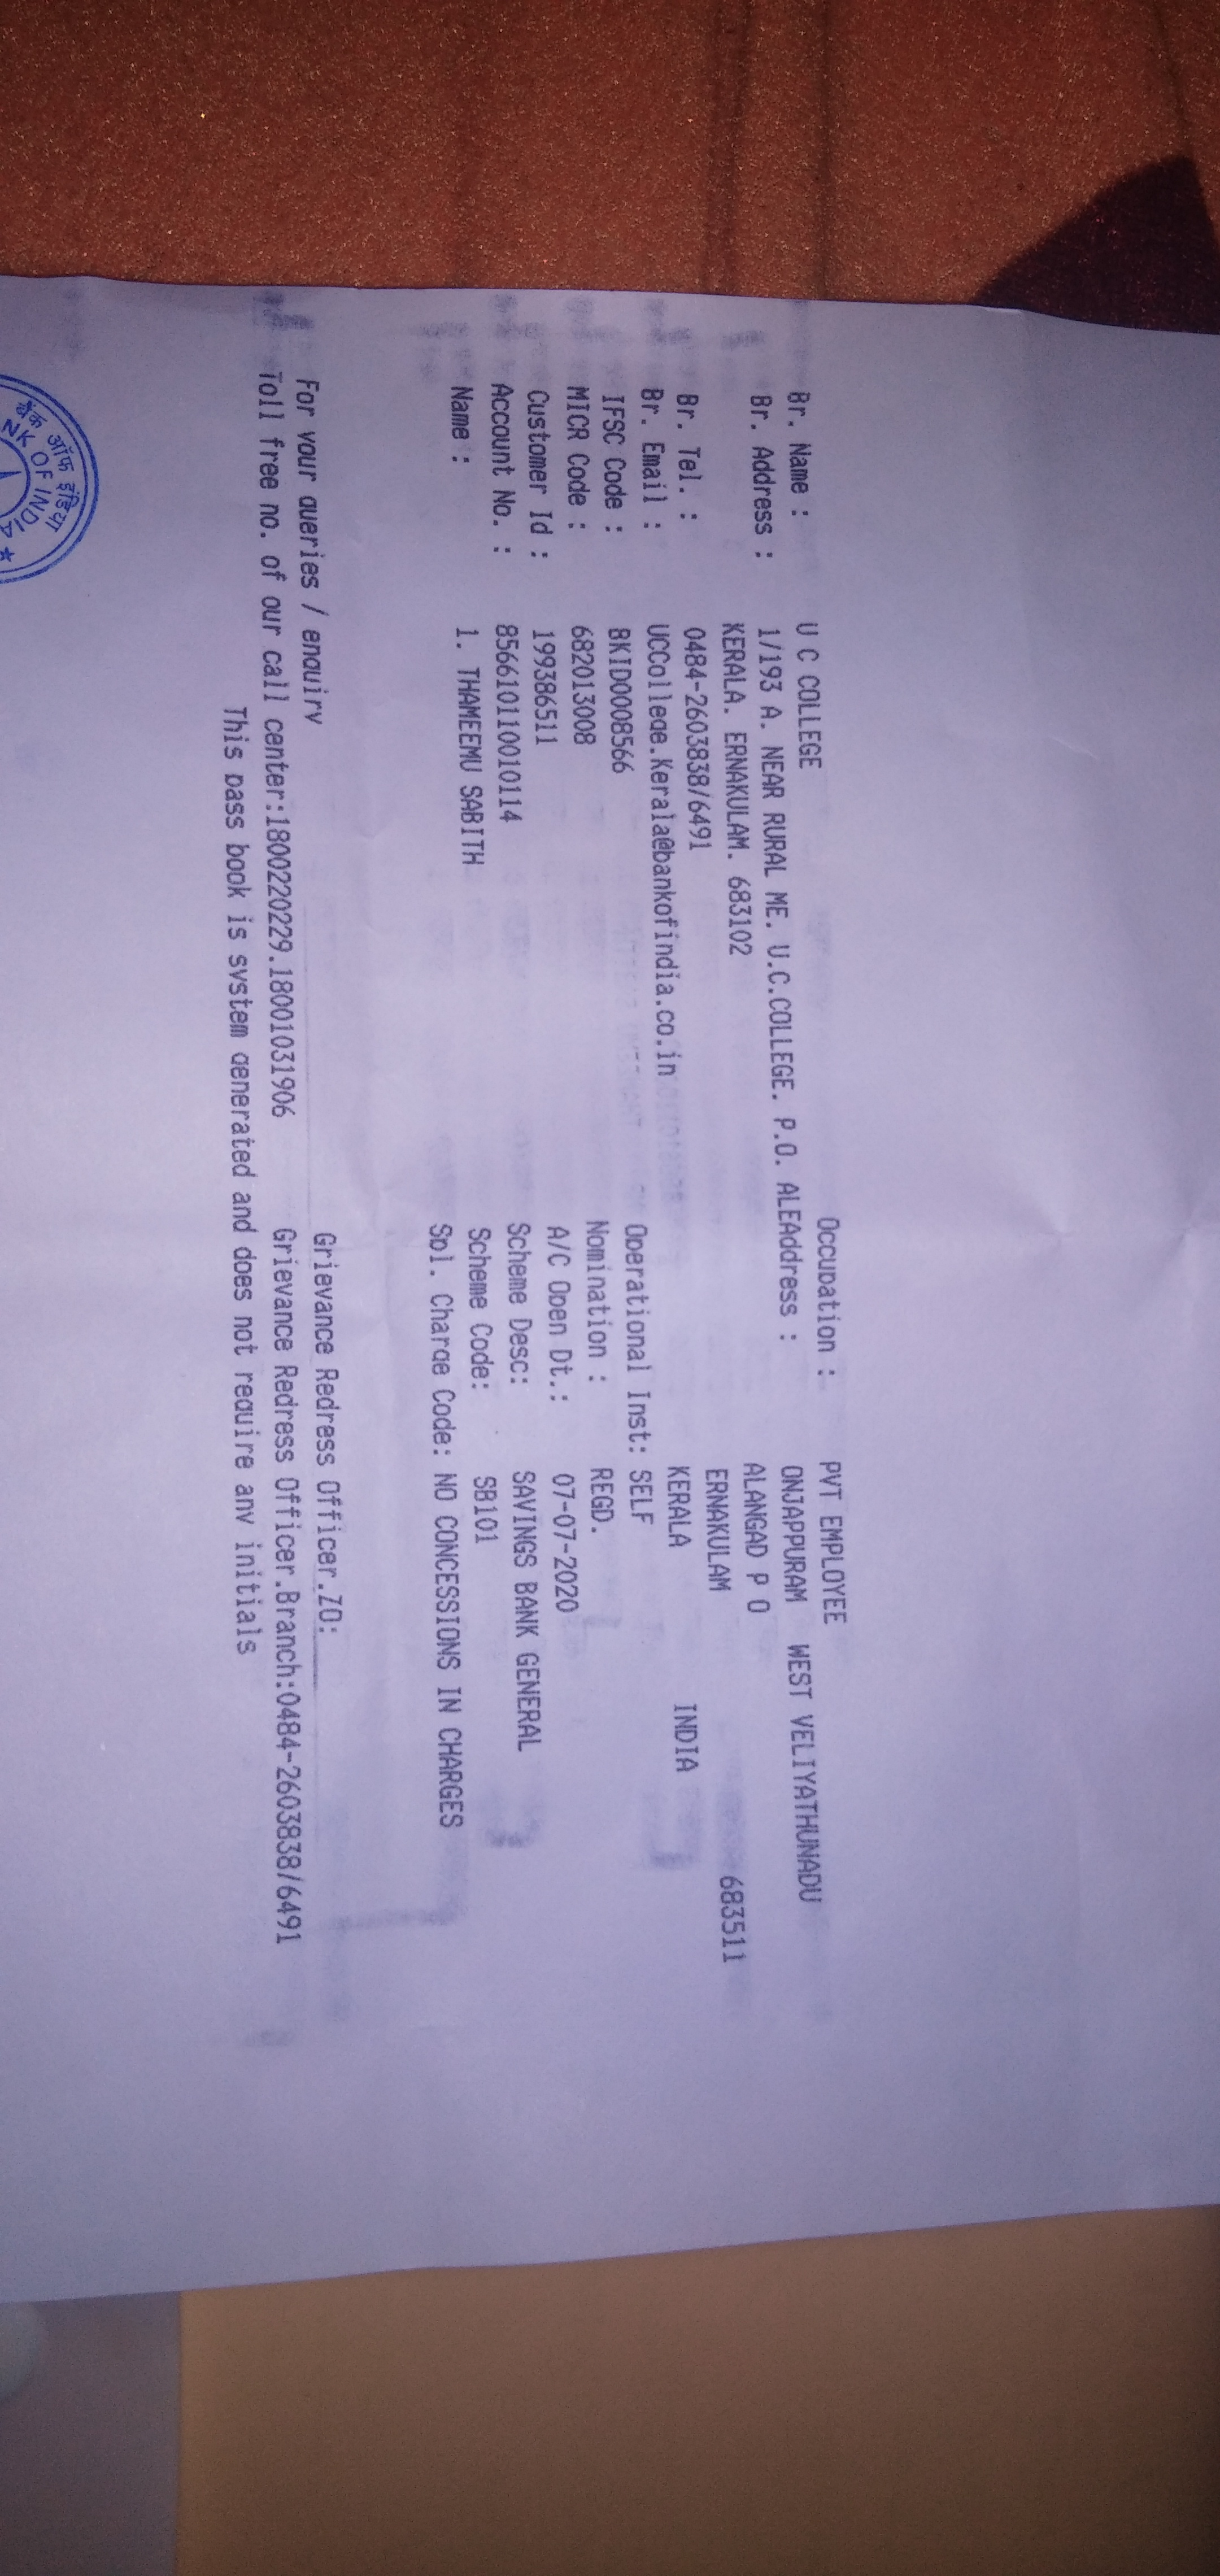 Occupation : PVT EMPLOYEE
Br. Name : U C COLLEGE
Br. Address : 1/193 A. NEAR RURAL ME. U.C.COLLEGE. P.O. ALEAddress : ONJAPPURAM WEST VELIYATHUNADU
KERALA. ERNAKULAM. 683102 ALANGAD P O
ERNAKULAM 683511
Br. Tel. : 0484-2603838/6491 KERALA INDIA
Br. Email : UCCollege.Kerala@bankofindia.co.in Operational Inst: SELF
IFSC Code : BKID0008566 Nomination : REGD.
MICR Code : 682013008 A/C Open Dt.: 07-07-2020
Customer Id : 199386511 Scheme Desc: SAVINGS BANK GENERAL
Account No. : 856610110010114 Scheme Code: SB101
Name : 1. THAMEEMU SABITH Spl. Charge Code: NO CONCESSIONS IN CHARGES
For your queries / enquiry Grievance Redress Officer.ZO:
Toll free no. of our call center:1800220229.18001031906 Grievance Redress Officer.Branch:0484-2603838/6491
This pass book is system generated and does not require any initials
बैंक ऑफ इंडिया
NK OF INDIA